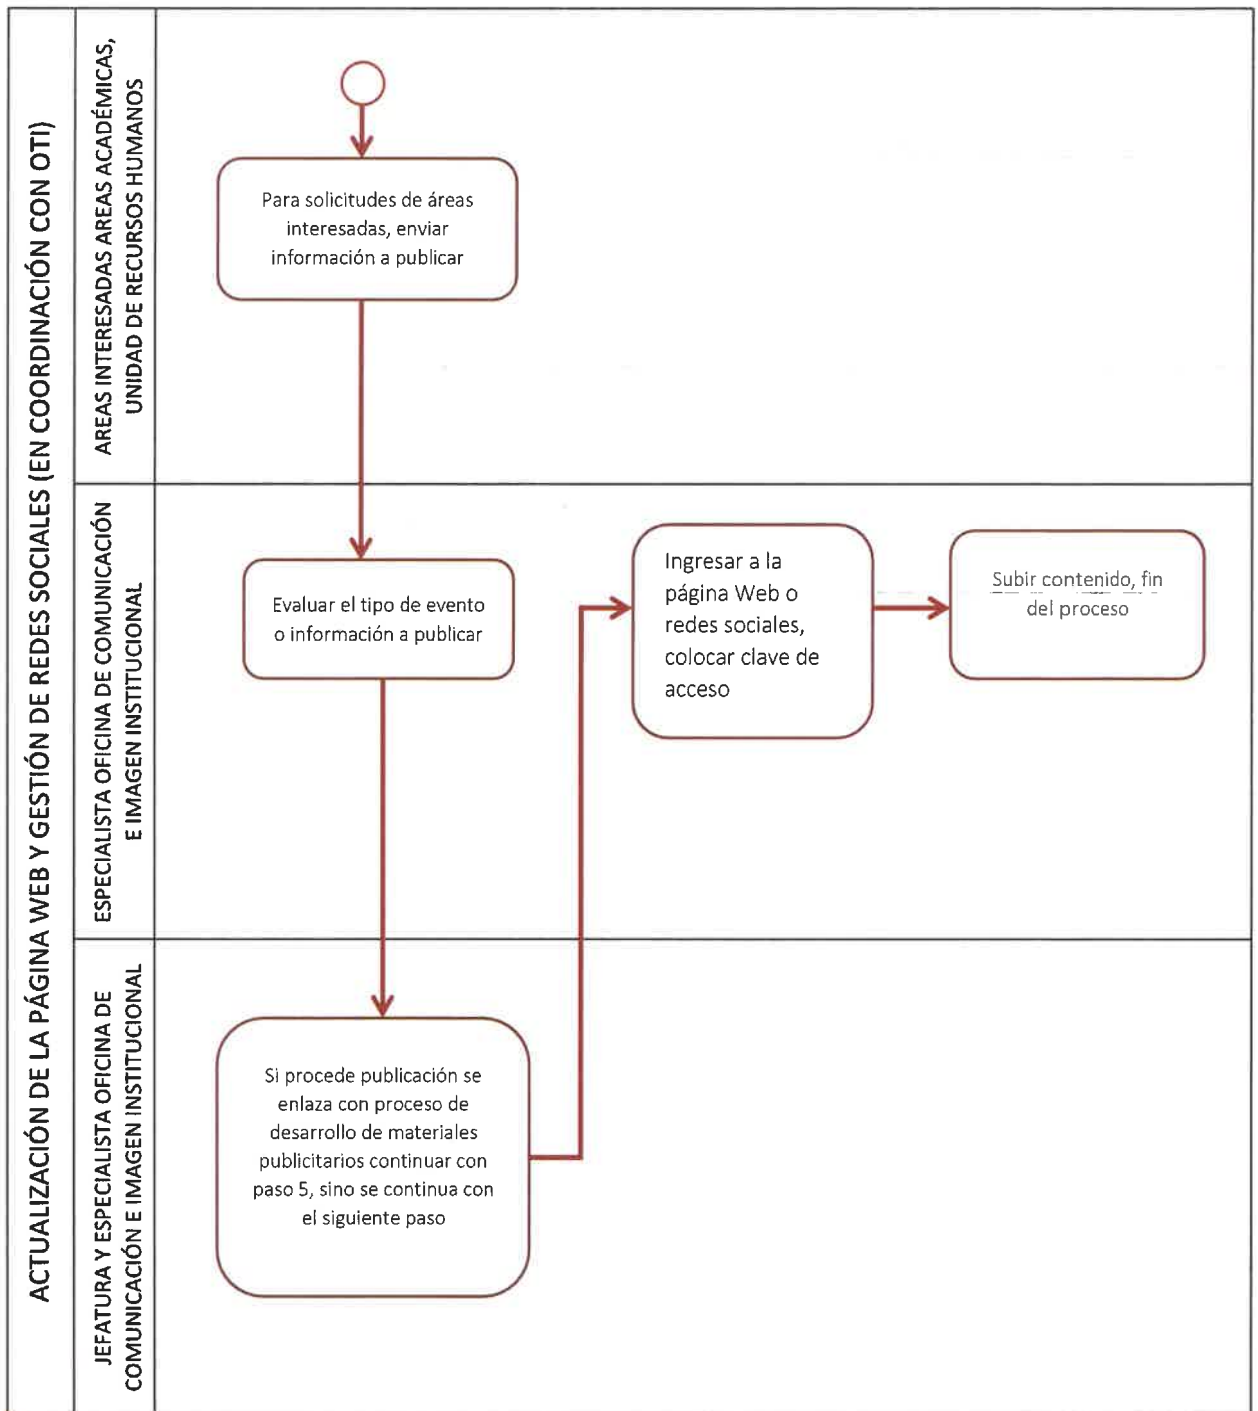 ACTUALIZACIÓN DE LA PÁGINA WEB Y GESTIÓN DE REDES SOCIALES (EN COORDINACIÓN CON OTI)
AREAS INTERESADAS AREAS ACADÉMICAS,
UNIDAD DE RECURSOS HUMANOS
Para solicitudes de áreas
interesadas, enviar
información a publicar
ESPECIALISTA OFICINA DE COMUNICACIÓN
E IMAGEN INSTITUCIONAL
Evaluar el tipo de evento
o información a publicar
Ingresar a la
página Web o
redes sociales,
colocar clave de
acceso
Subir contenido, fin
del proceso
JEFATURA Y ESPECIALISTA OFICINA DE
COMUNICACIÓN E IMAGEN INSTITUCIONAL
Si procede publicación se
enlaza con proceso de
desarrollo de materiales
publicitarios continuar con
paso 5, sino se continua con
el siguiente paso